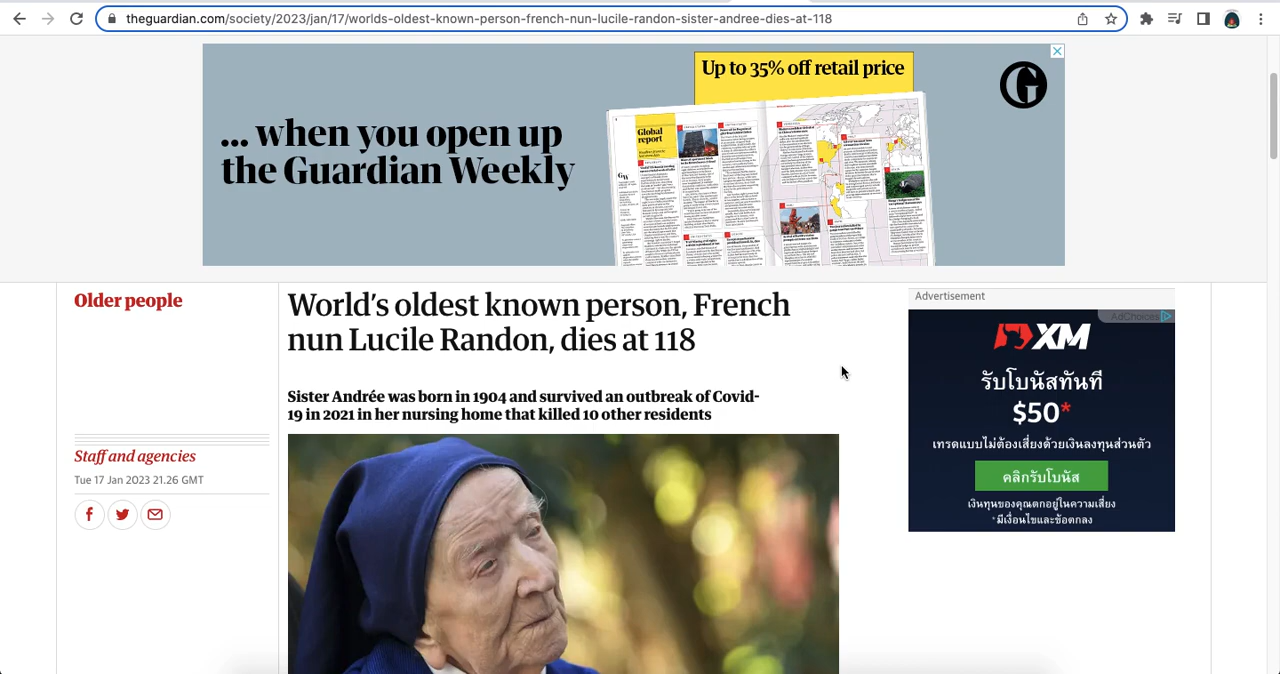 theguardian.com/society/2023/jan/17/worlds-oldest-known-person-french-nun-lucile-randon-sister-andree-dies-at-118
Up to 35% off retail price
... when you open up
the Guardian Weekly
Global
report
Older people
World's oldest known person, French
nun Lucile Randon, dies at 118
Sister Andrée was born in 1904 and survived an outbreak of Covid-
19 in 2021 in her nursing home that killed 10 other residents
Staff and agencies
Tue 17 Jan 2023 21.26 GMT
Advertisement
AdChoices
XM
รับโบนัสทันที
$50*
เทรดแบบไม่ต้องเสี่ยงด้วยเงินลงทุนส่วนตัว
คลิกรับโบนัส
เงินทุนของคุณตกอยู่ในความเสี่ยง
*มีเงื่อนไขและข้อตกลง